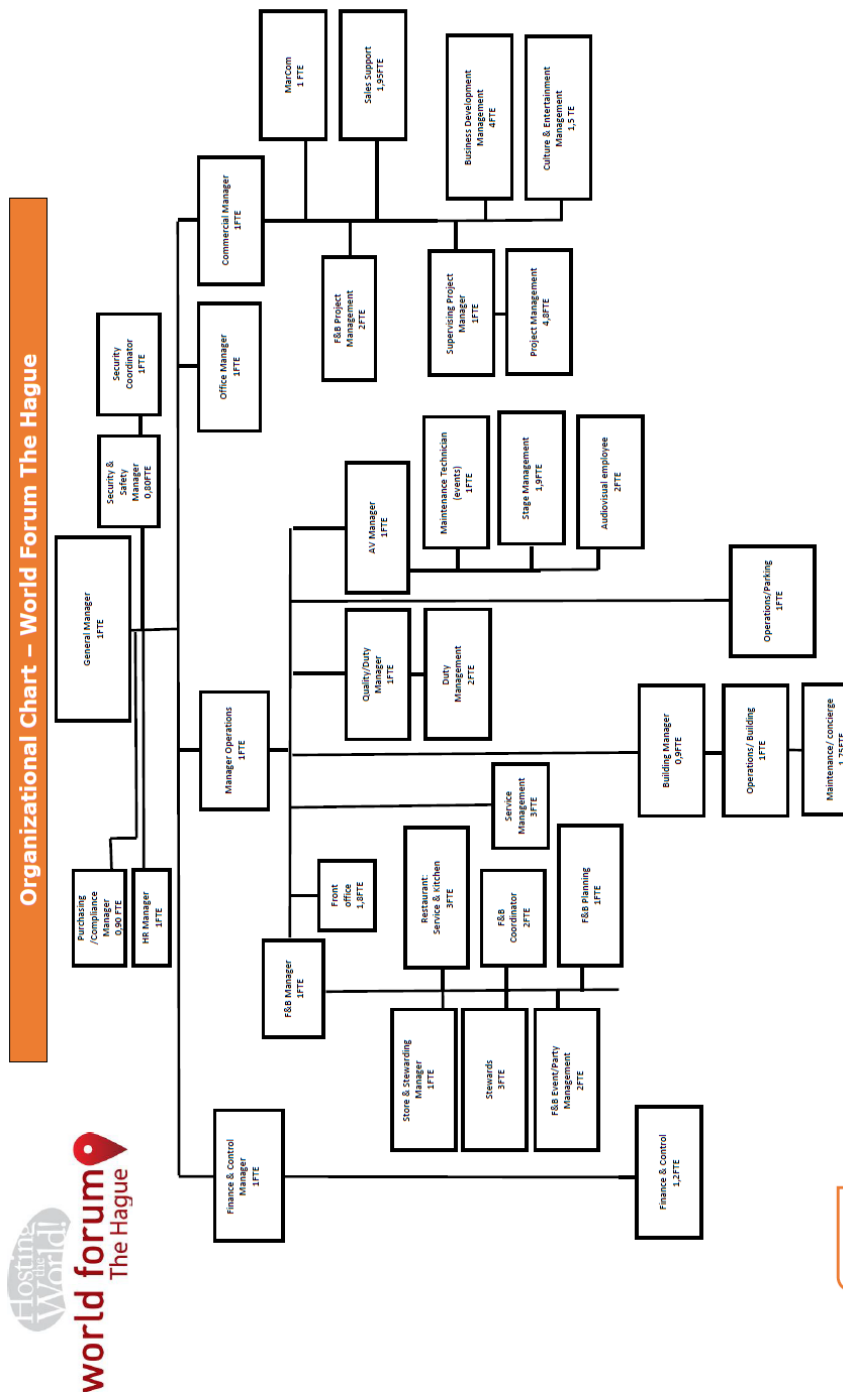 Hosting
the
World!
world forum
The Hague
Organizational Chart – World Forum The Hague
General Manager
1FTE
Purchasing
/Compliance
Manager
0,90 FTE
HR Manager
1FTE
Security &
Safety
Manager
0,80FTE
Security
Coordinator
1FTE
Finance & Control
Manager
1FTE
Manager Operations
1FTE
Office Manager
1FTE
Commercial Manager
1FTE
MarCom
1 FTE
Sales Support
1,95FTE
F&B Project
Management
2FTE
Supervising Project
Manager
1FTE
Project Management
4,8FTE
Business Development
Management
4FTE
Culture & Entertainment
Management
1,5 TE
F&B Manager
1FTE
Front
office
1,8FTE
Quality/Duty
Manager
1FTE
Duty
Management
2FTE
AV Manager
1FTE
Maintenance Technician
(events)
1FTE
Stage Management
1,9FTE
Audiovisual employee
2FTE
Store & Stewarding
Manager
1FTE
Restaurant:
Service & Kitchen
3FTE
Stewards
3FTE
F&B
Coordinator
2FTE
F&B Event/Party
Management
2FTE
F&B Planning
1FTE
Service
Management
3FTE
Finance & Control
1,2FTE
Building Manager
0,9FTE
Operations/ Building
1FTE
Maintenance/ concierge
1,75FTE
Operations/Parking
1FTE